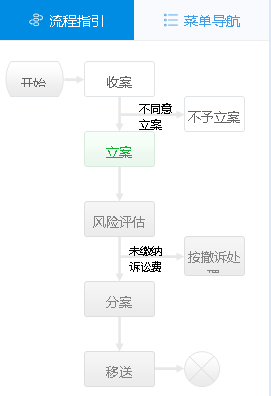 流程指引
菜单导航
开始
收案
不同意
立案
不予立案
立案
风险评估
未缴纳
诉讼费
按撤诉处
理
分案
移送